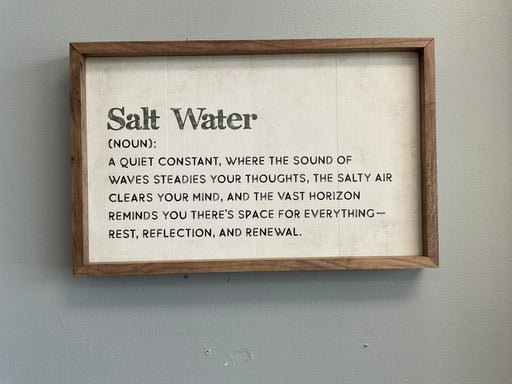 Salt Water
(NOUN):
A QUIET CONSTANT, WHERE THE SOUND OF
WAVES STEADIES YOUR THOUGHTS, THE SALTY AIR
CLEARS YOUR MIND, AND THE VAST HORIZON
REMINDS YOU THERE'S SPACE FOR EVERYTHING—
REST, REFLECTION, AND RENEWAL.